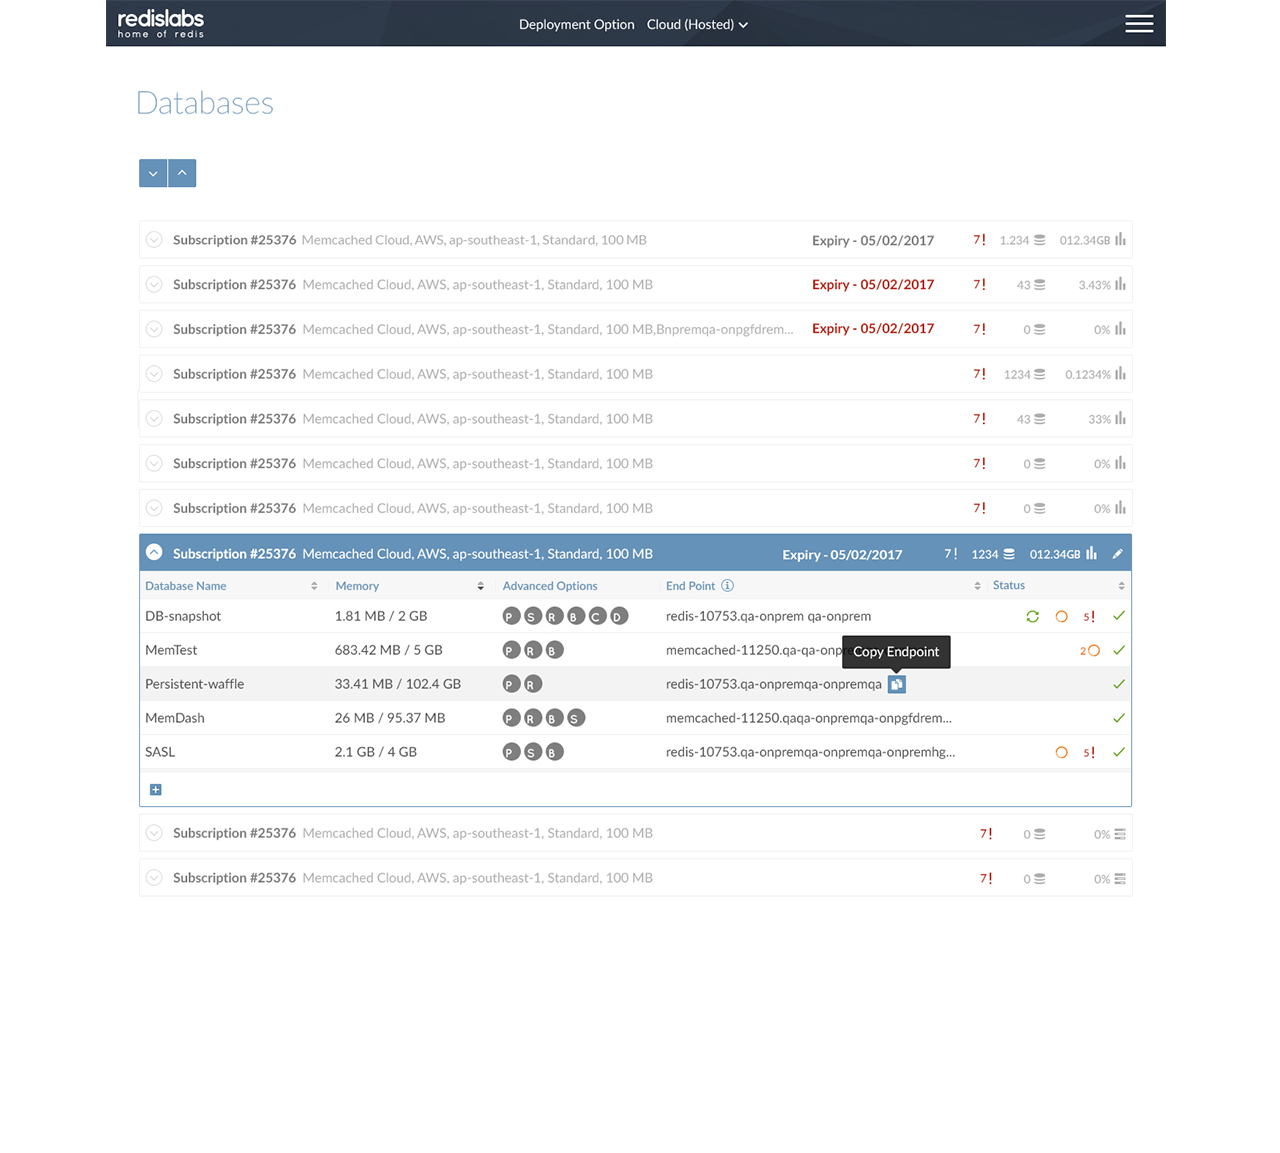 redislabs
home of redis
Deployment Option Cloud (Hosted)
Databases
Subscription #25376 Memcached Cloud, AWS, ap-southeast-1, Standard, 100 MB Expiry - 05/02/2017 7! 1.234 012.34GB
Subscription #25376 Memcached Cloud, AWS, ap-southeast-1, Standard, 100 MB Expiry - 05/02/2017 7! 43 3.43%
Subscription #25376 Memcached Cloud, AWS, ap-southeast-1, Standard, 100 MB,Bnpremqa-onpgfdrem... Expiry - 05/02/2017 7! 0 0%
Subscription #25376 Memcached Cloud, AWS, ap-southeast-1, Standard, 100 MB 7! 1234 0.1234%
Subscription #25376 Memcached Cloud, AWS, ap-southeast-1, Standard, 100 MB 7! 43 33%
Subscription #25376 Memcached Cloud, AWS, ap-southeast-1, Standard, 100 MB 7! 0 0%
Subscription #25376 Memcached Cloud, AWS, ap-southeast-1, Standard, 100 MB 7! 0 0%
Subscription #25376 Memcached Cloud, AWS, ap-southeast-1, Standard, 100 MB Expiry - 05/02/2017 7! 1234 012.34GB
Database Name Memory Advanced Options End Point Status
DB-snapshot 1.81 MB / 2 GB P S R B C D redis-10753.qa-onprem qa-onprem 5!
MemTest 683.42 MB / 5 GB P R B memcached-11250.qa-qa-onpre 2
Copy Endpoint
Persistent-waffle 33.41 MB / 102.4 GB P R redis-10753.qa-onpremqa-onpremqa
MemDash 26 MB / 95.37 MB P R B S memcached-11250.qaqa-onpremqa-onpgfdrem...
SASL 2.1 GB / 4 GB P S B redis-10753.qa-onpremqa-onpremqa-onpremhg... 5!
Subscription #25376 Memcached Cloud, AWS, ap-southeast-1, Standard, 100 MB 7! 0 0%
Subscription #25376 Memcached Cloud, AWS, ap-southeast-1, Standard, 100 MB 7! 0 0%